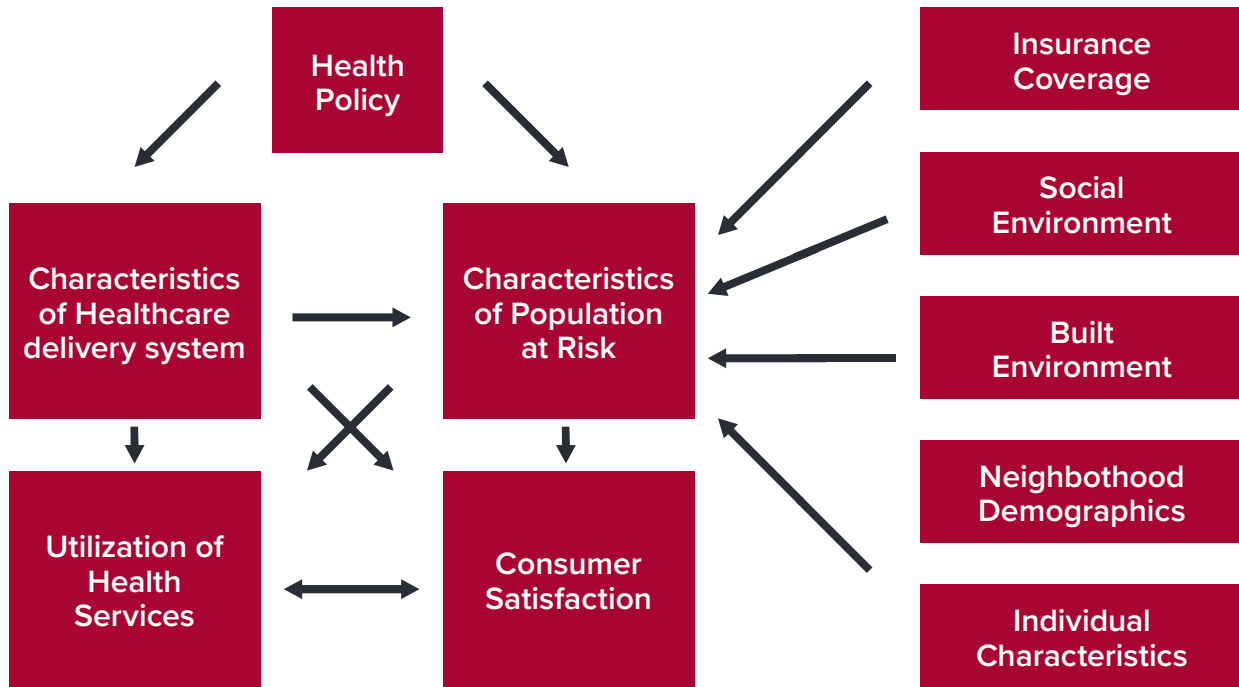 Health
Policy
Insurance
Coverage
Social
Environment
Characteristics
of Healthcare
delivery system
Characteristics
of Population
at Risk
Built
Environment
Neighbothood
Demographics
Utilization of
Health
Services
Consumer
Satisfaction
Individual
Characteristics